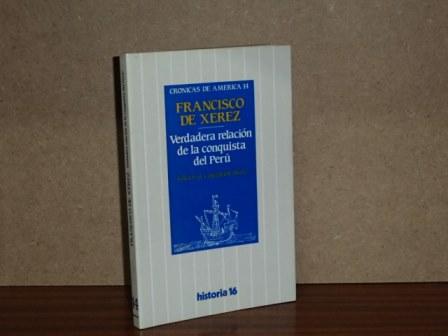 CRONICAS DE AMERICA 14
FRANCISCO
DE XEREZ
Verdadera relación
de la conquista
del Perú
historia 16